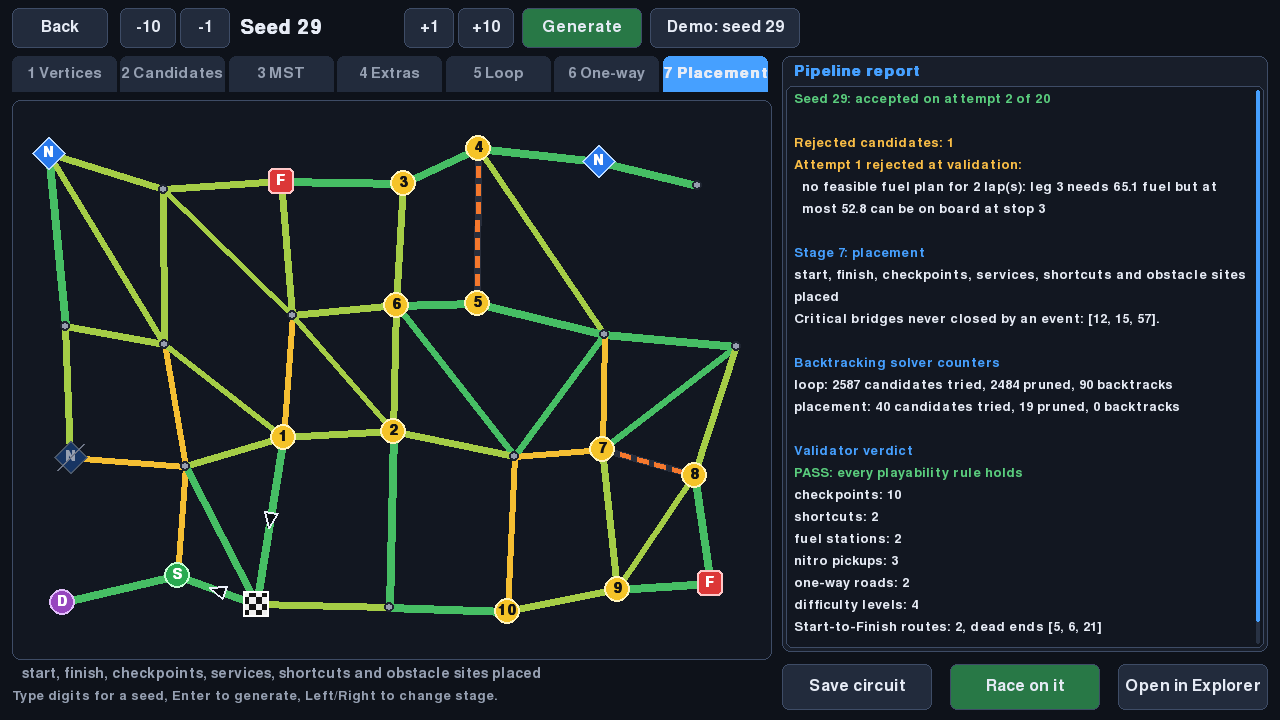 Back
-10
-1
Seed 29
+1
+10
Generate
Demo: seed 29
1 Vertices
2 Candidates
3 MST
4 Extras
5 Loop
6 One-way
7 Placement
N
F
3
4
N
6
5
1
2
7
8
N
D
S
10
9
F
start, finish, checkpoints, services, shortcuts and obstacle sites placed
Type digits for a seed, Enter to generate, Left/Right to change stage.
Pipeline report
Seed 29: accepted on attempt 2 of 20
Rejected candidates: 1
Attempt 1 rejected at validation:
no feasible fuel plan for 2 lap(s): leg 3 needs 65.1 fuel but at
most 52.8 can be on board at stop 3
Stage 7: placement
start, finish, checkpoints, services, shortcuts and obstacle sites
placed
Critical bridges never closed by an event: [12, 15, 57].
Backtracking solver counters
loop: 2587 candidates tried, 2484 pruned, 90 backtracks
placement: 40 candidates tried, 19 pruned, 0 backtracks
Validator verdict
PASS: every playability rule holds
checkpoints: 10
shortcuts: 2
fuel stations: 2
nitro pickups: 3
one-way roads: 2
difficulty levels: 4
Start-to-Finish routes: 2, dead ends [5, 6, 21]
Save circuit
Race on it
Open in Explorer